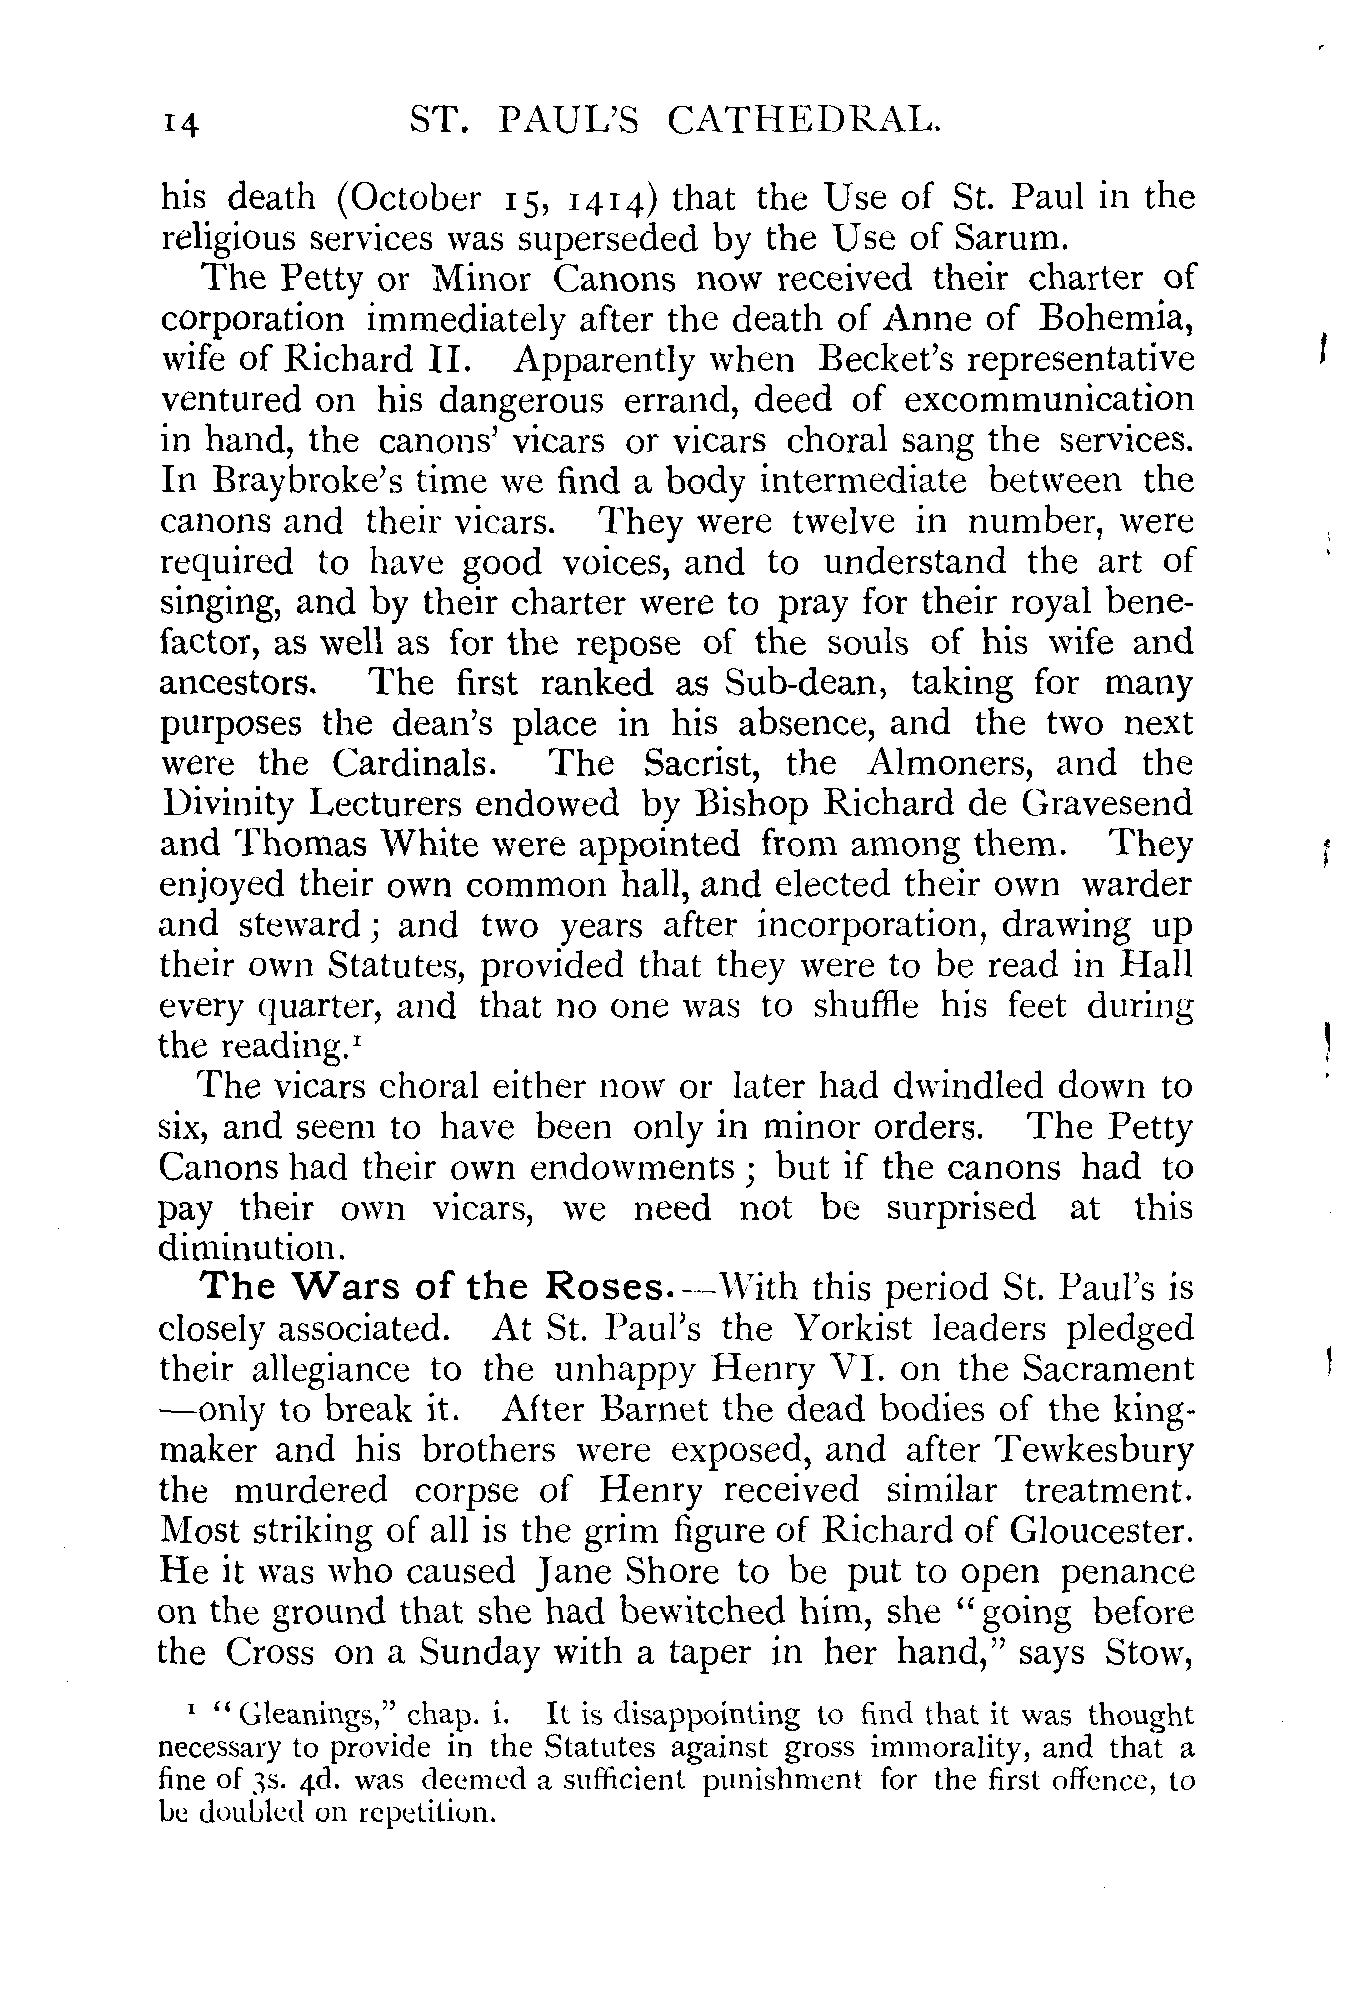 14 ST. PAUL'S CATHEDRAL.
his death (October 15, 1414) that the Use of St. Paul in the
religious services was superseded by the Use of Sarum.
The Petty or Minor Canons now received their charter of
corporation immediately after the death of Anne of Bohemia,
wife of Richard II. Apparently when Becket's representative
ventured on his dangerous errand, deed of excommunication
in hand, the canons' vicars or vicars choral sang the services.
In Braybroke's time we find a body intermediate between the
canons and their vicars. They were twelve in number, were
required to have good voices, and to understand the art of
singing, and by their charter were to pray for their royal bene-
factor, as well as for the repose of the souls of his wife and
ancestors. The first ranked as Sub-dean, taking for many
purposes the dean's place in his absence, and the two next
were the Cardinals. The Sacrist, the Almoners, and the
Divinity Lecturers endowed by Bishop Richard de Gravesend
and Thomas White were appointed from among them. They
enjoyed their own common hall, and elected their own warder
and steward; and two years after incorporation, drawing up
their own Statutes, provided that they were to be read in Hall
every quarter, and that no one was to shuffle his feet during
the reading.¹
The vicars choral either now or later had dwindled down to
six, and seem to have been only in minor orders. The Petty
Canons had their own endowments; but if the canons had to
pay their own vicars, we need not be surprised at this
diminution.
The Wars of the Roses.—With this period St. Paul's is
closely associated. At St. Paul's the Yorkist leaders pledged
their allegiance to the unhappy Henry VI. on the Sacrament
—only to break it. After Barnet the dead bodies of the king-
maker and his brothers were exposed, and after Tewkesbury
the murdered corpse of Henry received similar treatment.
Most striking of all is the grim figure of Richard of Gloucester.
He it was who caused Jane Shore to be put to open penance
on the ground that she had bewitched him, she "going before
the Cross on a Sunday with a taper in her hand," says Stow,
¹ "Gleanings," chap. i. It is disappointing to find that it was thought
necessary to provide in the Statutes against gross immorality, and that a
fine of 3s. 4d. was deemed a sufficient punishment for the first offence, to
be doubled on repetition.